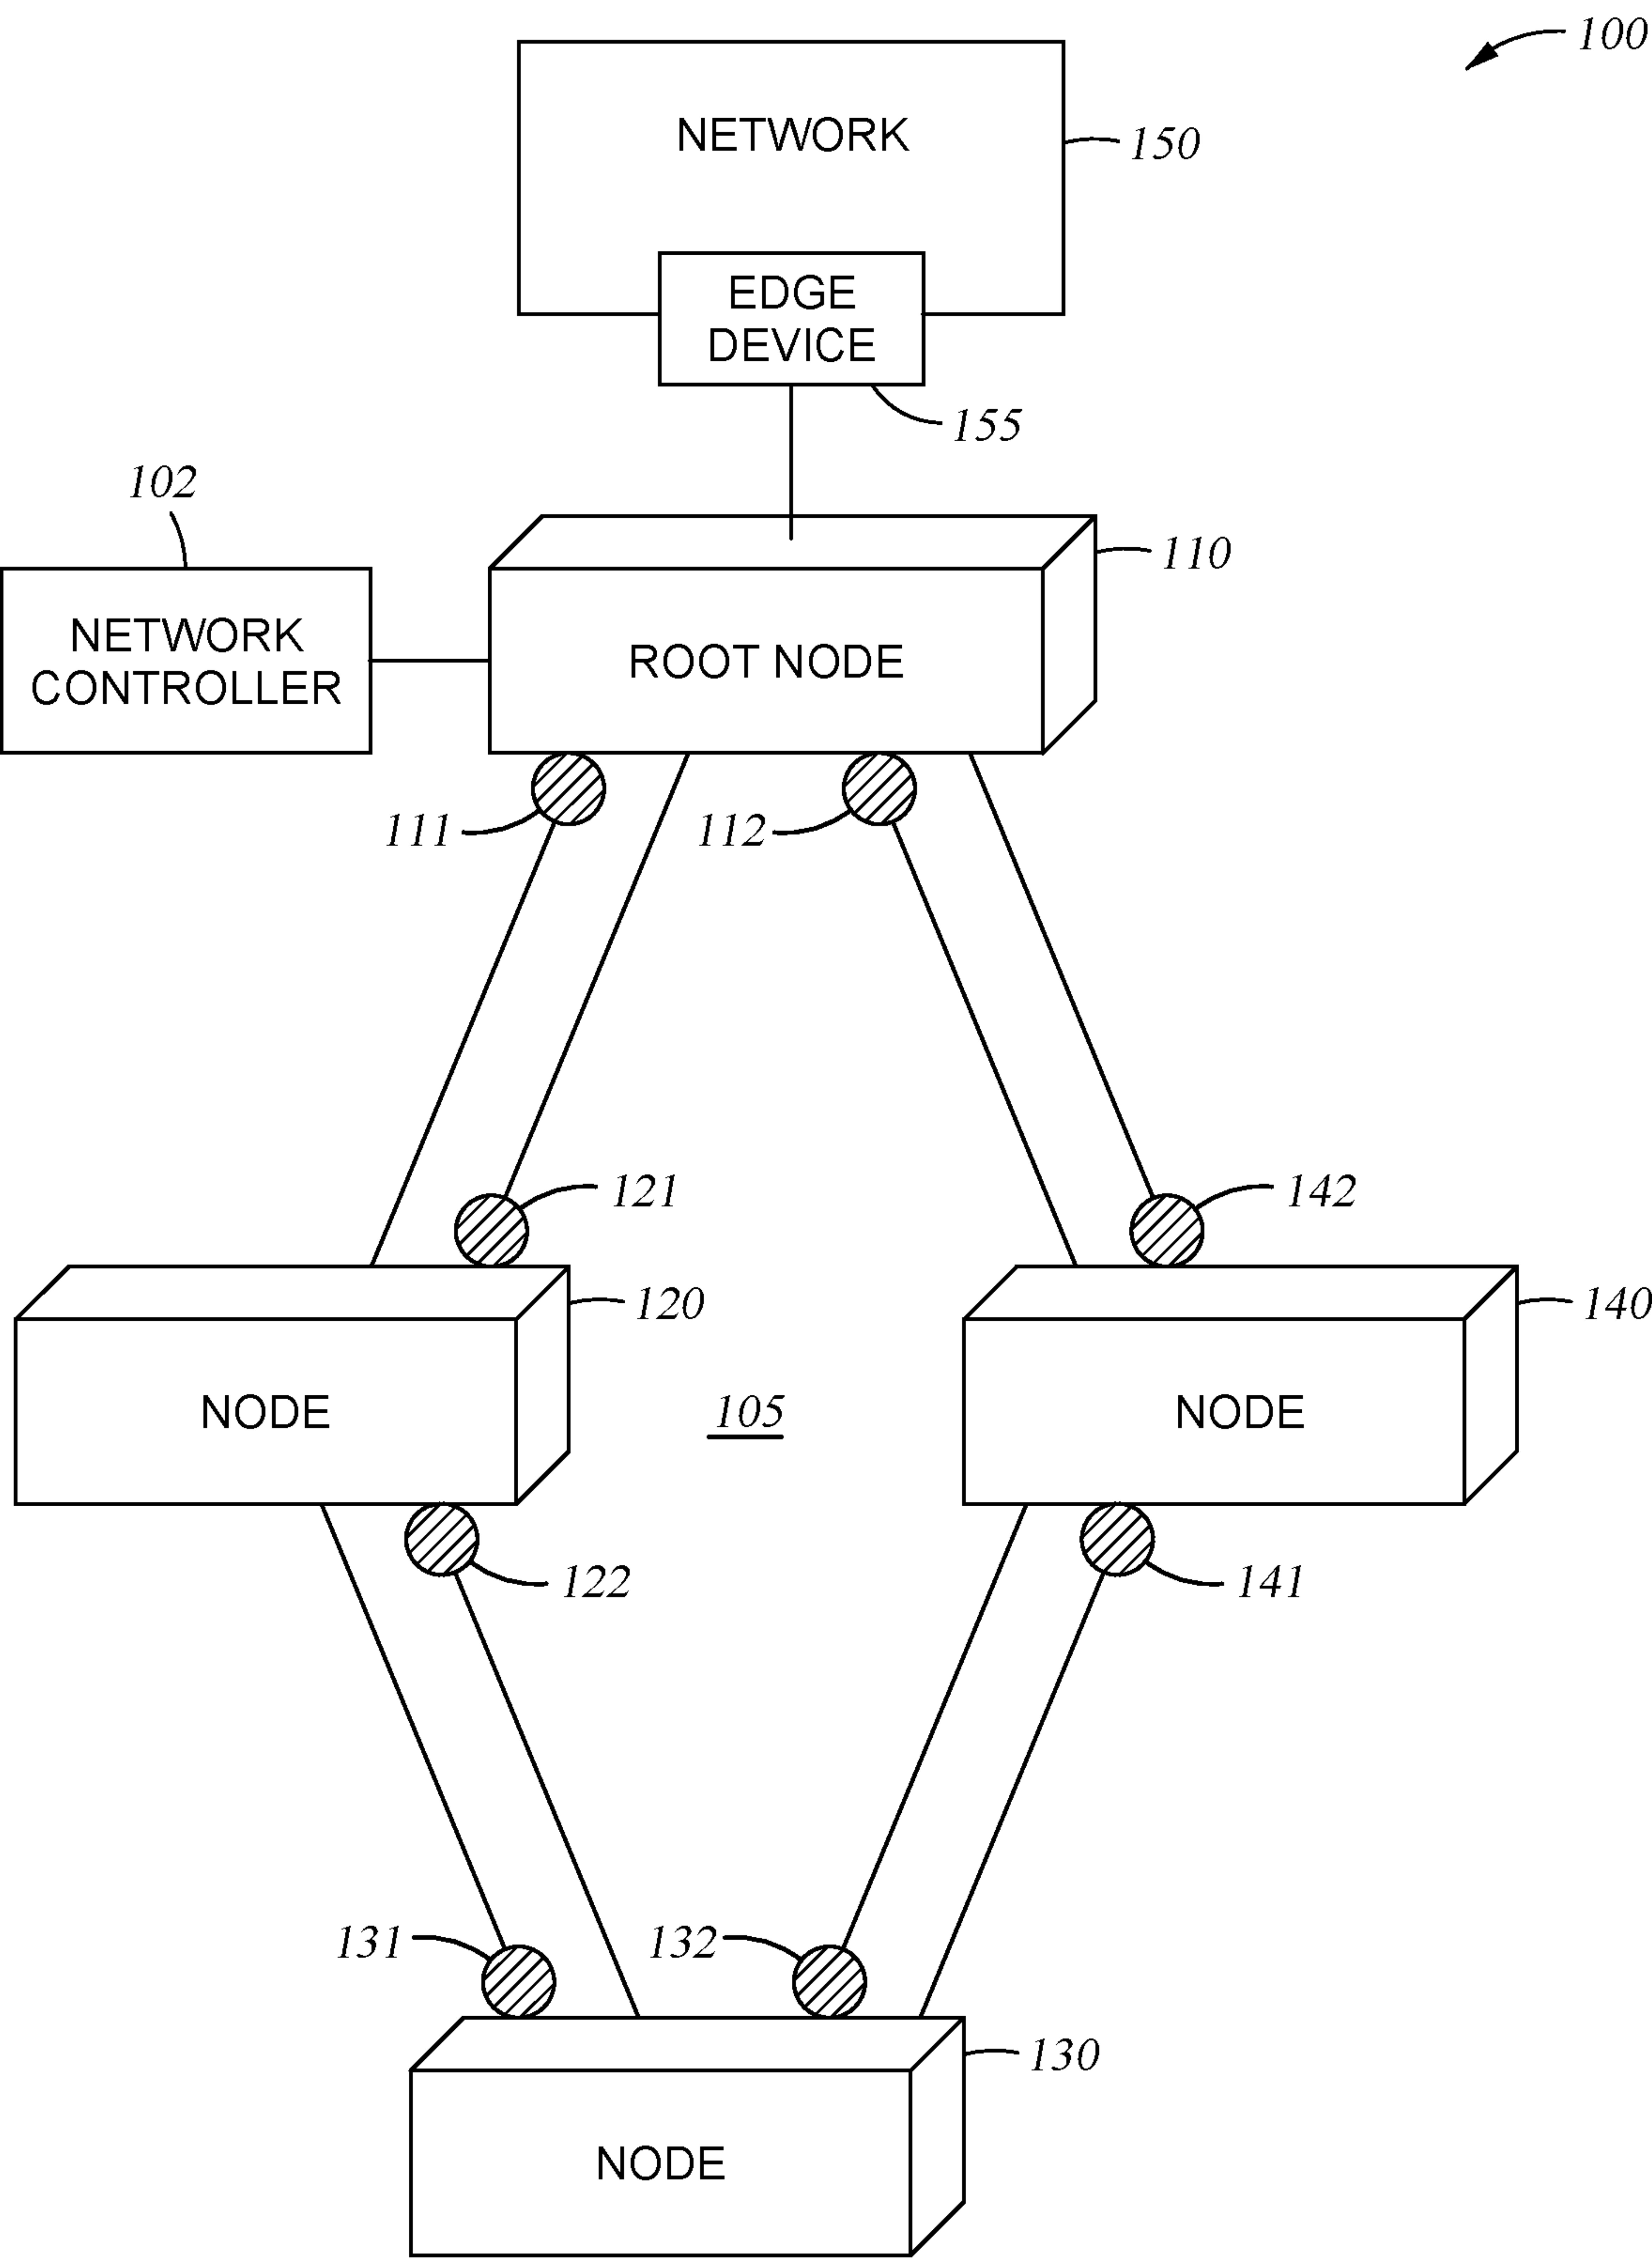 100
NETWORK
150
EDGE
DEVICE
155
102
110
NETWORK
CONTROLLER
ROOT NODE
111
112
121
142
120
140
NODE
105
NODE
122
141
131
132
130
NODE